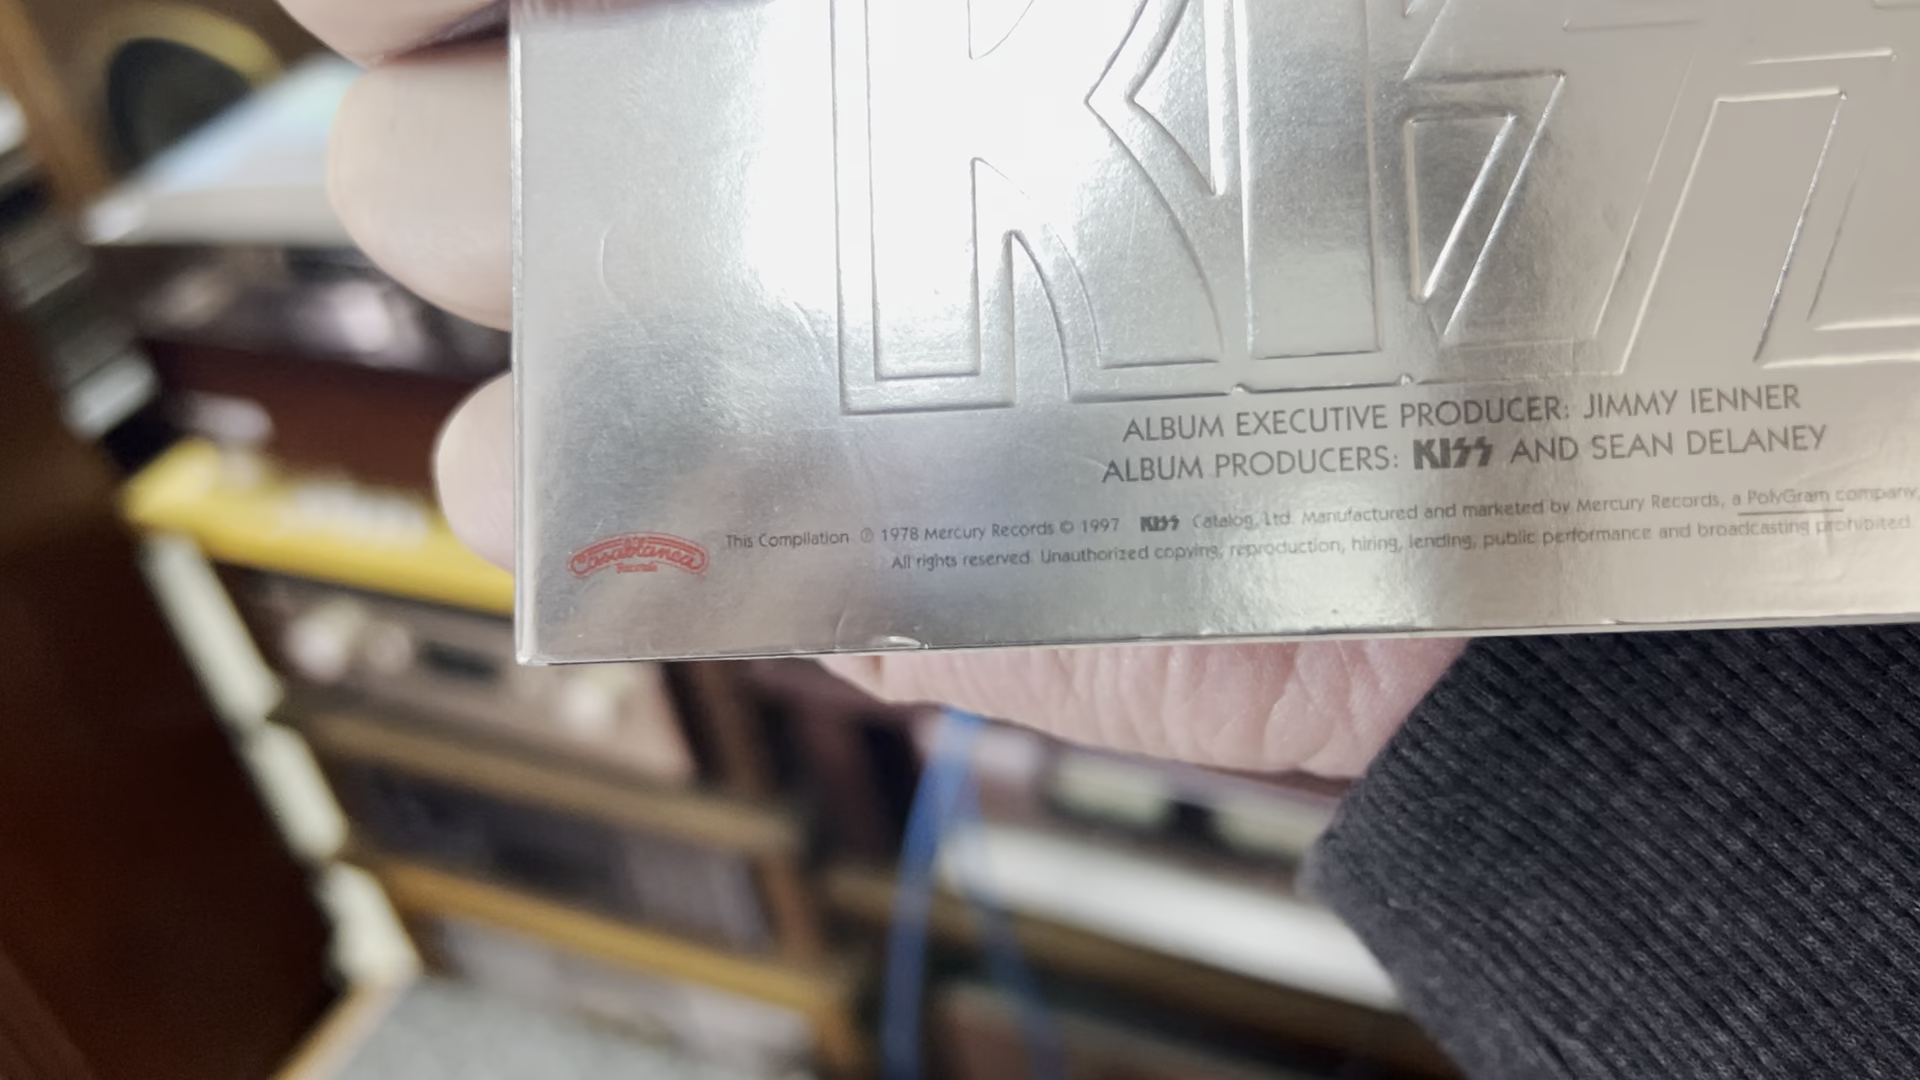 KISS
ALBUM EXECUTIVE PRODUCER: JIMMY IENNER
ALBUM PRODUCERS: KISS AND SEAN DELANEY
This Compilation ℗ 1978 Mercury Records © 1997 KISS Catalog, Ltd. Manufactured and marketed by Mercury Records, a PolyGram company,
All rights reserved. Unauthorized copying, reproduction, hiring, lending, public performance and broadcasting prohibited.
Casablanca
Records